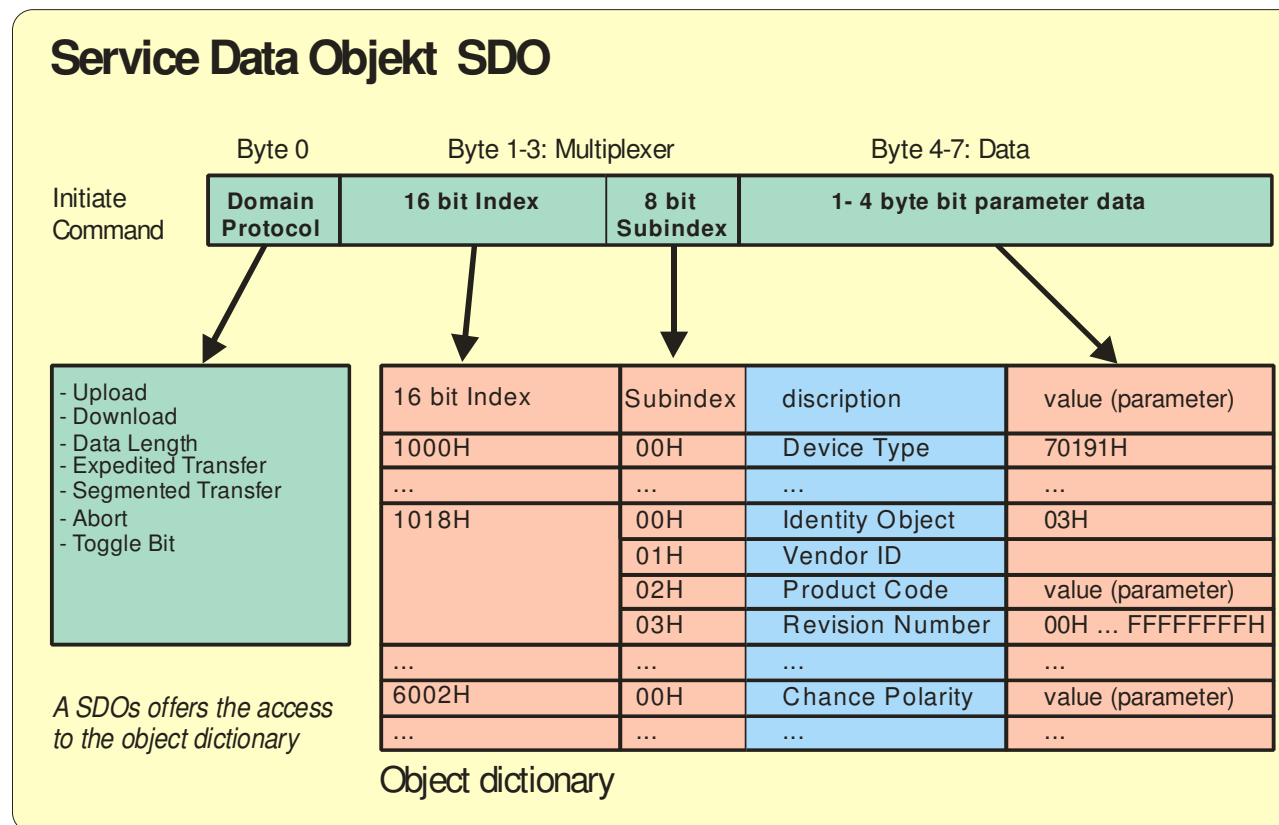 Service Data Objekt SDO
Byte 0 Byte 1-3: Multiplexer Byte 4-7: Data
Initiate
Command
Domain
Protocol
16 bit Index
8 bit
Subindex
1- 4 byte bit parameter data
- Upload
- Download
- Data Length
- Expedited Transfer
- Segmented Transfer
- Abort
- Toggle Bit
16 bit Index Subindex discription value (parameter)
1000H 00H Device Type 70191H
... ... ... ...
1018H 00H Identity Object 03H
01H Vendor ID
02H Product Code value (parameter)
03H Revision Number 00H ... FFFFFFFFH
... ... ... ...
6002H 00H Chance Polarity value (parameter)
... ... ... ...
A SDOs offers the access
to the object dictionary
Object dictionary